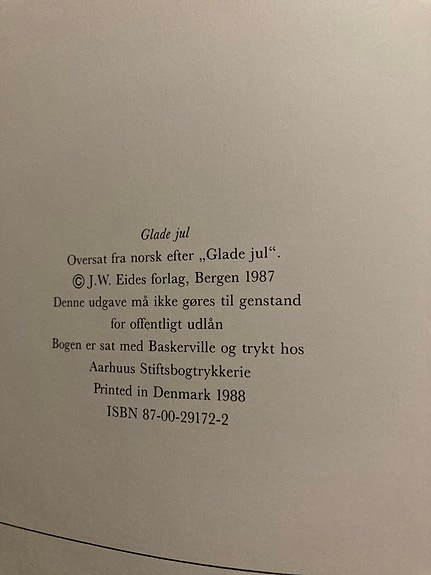 Glade jul
Oversat fra norsk efter „Glade jul“.
© J.W. Eides forlag, Bergen 1987
Denne udgave må ikke gøres til genstand
for offentligt udlån
Bogen er sat med Baskerville og trykt hos
Aarhuus Stiftsbogtrykkerie
Printed in Denmark 1988
ISBN 87-00-29172-2